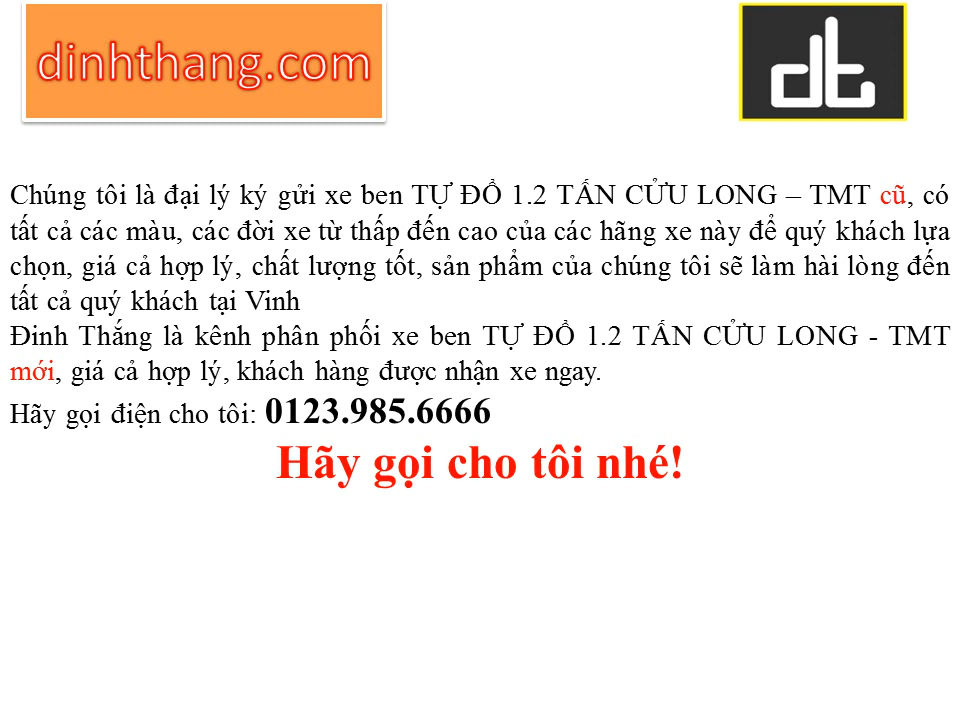 dinhthang.com
dt
Chúng tôi là đại lý ký gửi xe ben TỰ ĐỔ 1.2 TẤN CỬU LONG – TMT cũ, có
tất cả các màu, các đời xe từ thấp đến cao của các hãng xe này để quý khách lựa
chọn, giá cả hợp lý, chất lượng tốt, sản phẩm của chúng tôi sẽ làm hài lòng đến
tất cả quý khách tại Vinh
Đinh Thắng là kênh phân phối xe ben TỰ ĐỔ 1.2 TẤN CỬU LONG - TMT
mới, giá cả hợp lý, khách hàng được nhận xe ngay.
Hãy gọi điện cho tôi: 0123.985.6666
Hãy gọi cho tôi nhé!